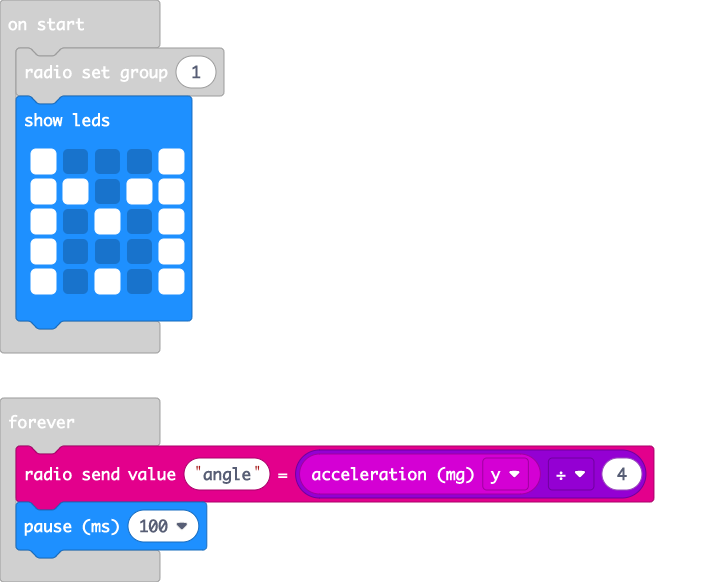 on start
radio set group 1
show leds
forever
radio send value "angle" = acceleration (mg) y ÷ 4
pause (ms) 100